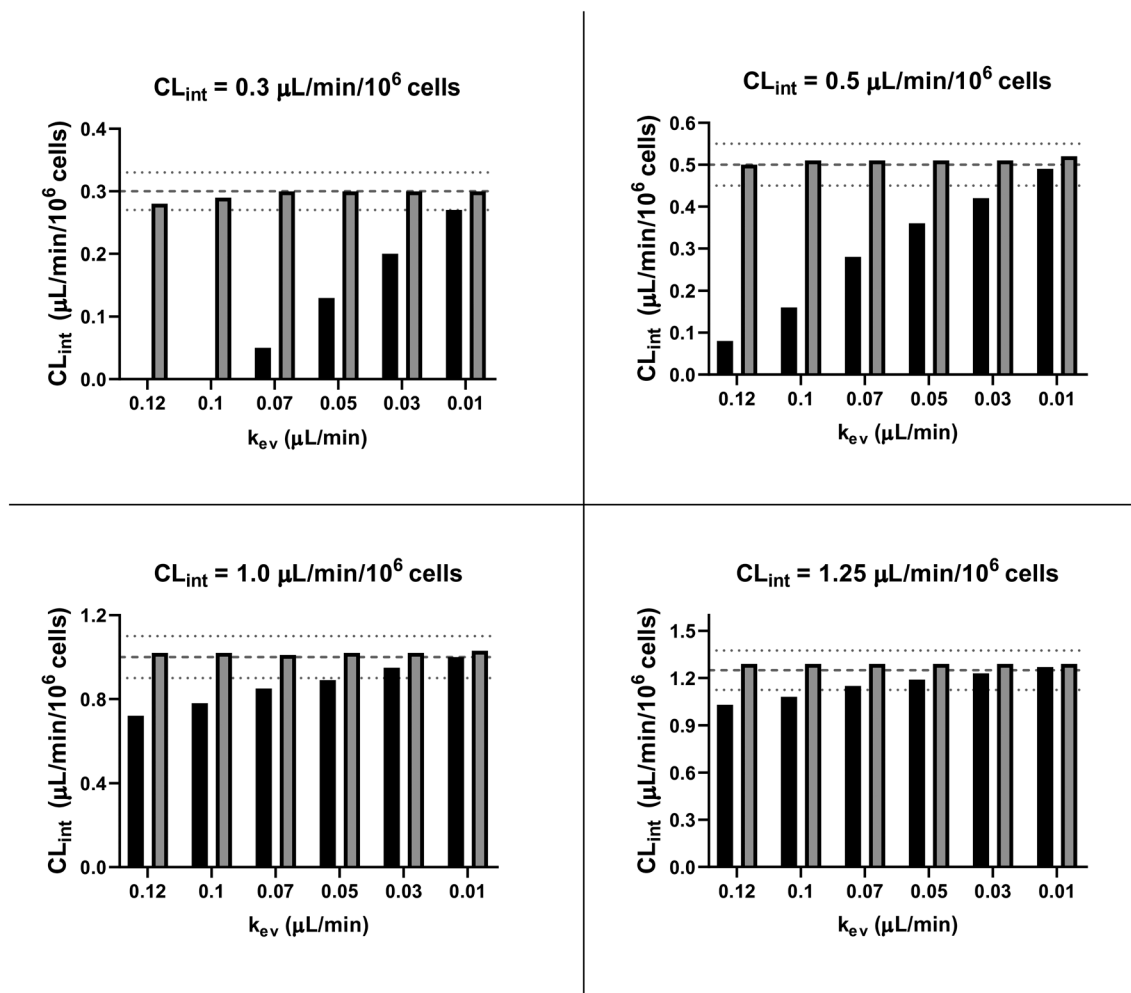 CLint = 0.3 μL/min/10⁶ cells
CLint (μL/min/10⁶ cells)
0.4
0.3
0.2
0.1
0.0
0.12 0.1 0.07 0.05 0.03 0.01
kev (μL/min)
CLint = 0.5 μL/min/10⁶ cells
CLint (μL/min/10⁶ cells)
0.6
0.5
0.4
0.3
0.2
0.1
0.0
0.12 0.1 0.07 0.05 0.03 0.01
kev (μL/min)
CLint = 1.0 μL/min/10⁶ cells
CLint (μL/min/10⁶ cells)
1.2
0.8
0.4
0.0
0.12 0.1 0.07 0.05 0.03 0.01
kev (μL/min)
CLint = 1.25 μL/min/10⁶ cells
CLint (μL/min/10⁶ cells)
1.5
1.2
0.9
0.6
0.3
0.0
0.12 0.1 0.07 0.05 0.03 0.01
kev (μL/min)